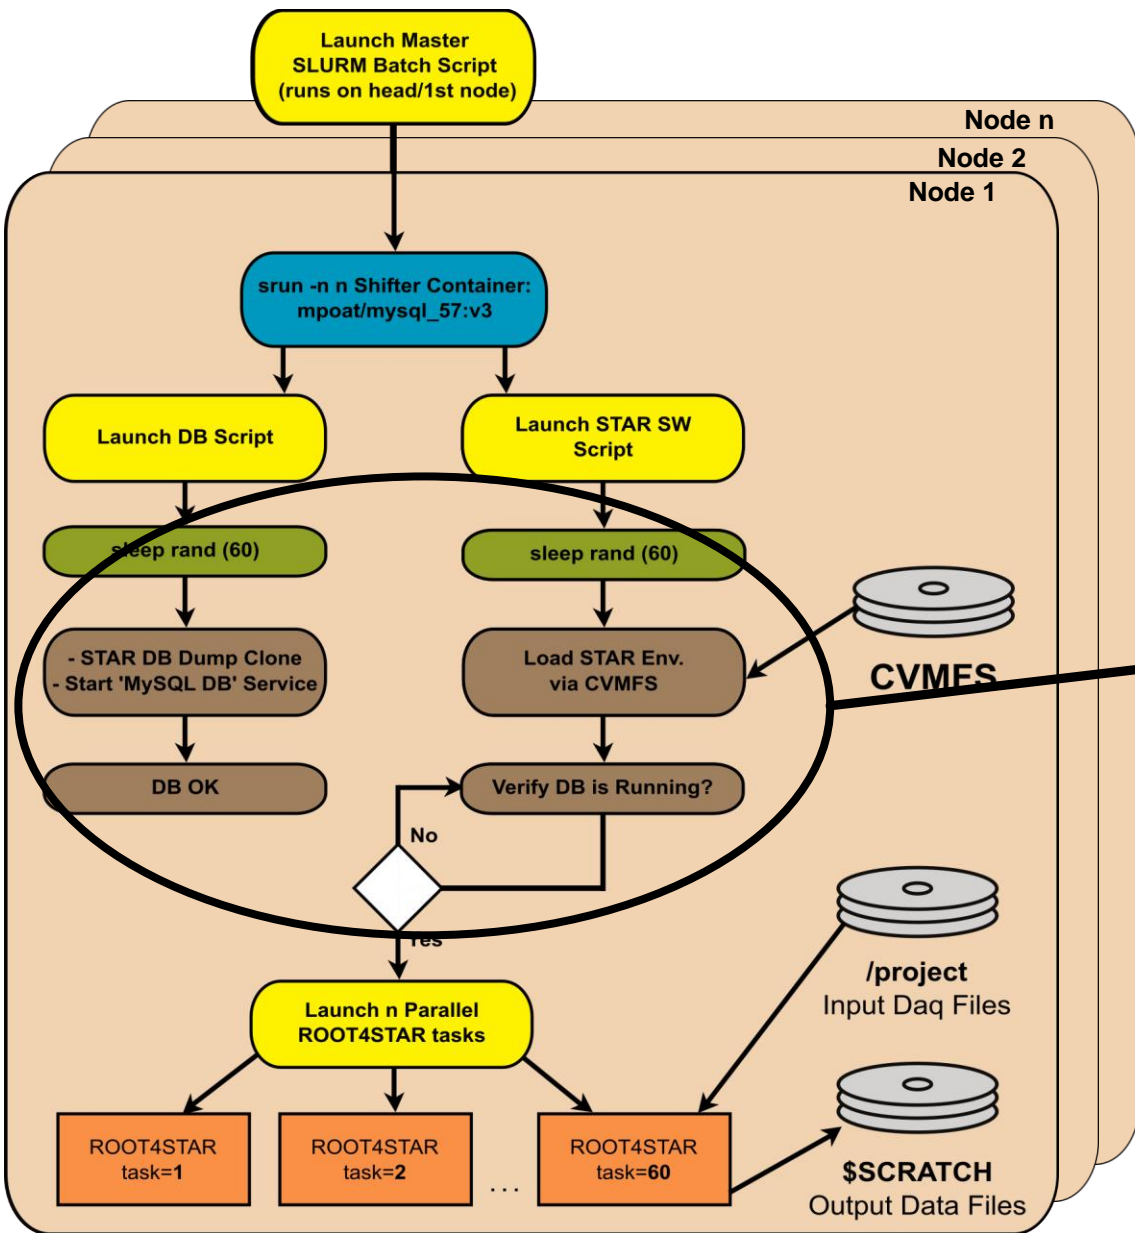 Launch Master
SLURM Batch Script
(runs on head/1st node)
Node n
Node 2
Node 1
srun -n n Shifter Container:
mpoat/mysql_57:v3
Launch DB Script
Launch STAR SW
Script
sleep rand (60)
sleep rand (60)
- STAR DB Dump Clone
- Start 'MySQL DB' Service
Load STAR Env.
via CVMFS
CVMFS
DB OK
Verify DB is Running?
No
Yes
/project
Input Daq Files
Launch n Parallel
ROOT4STAR tasks
ROOT4STAR
task=1
ROOT4STAR
task=2
...
ROOT4STAR
task=60
$SCRATCH
Output Data Files